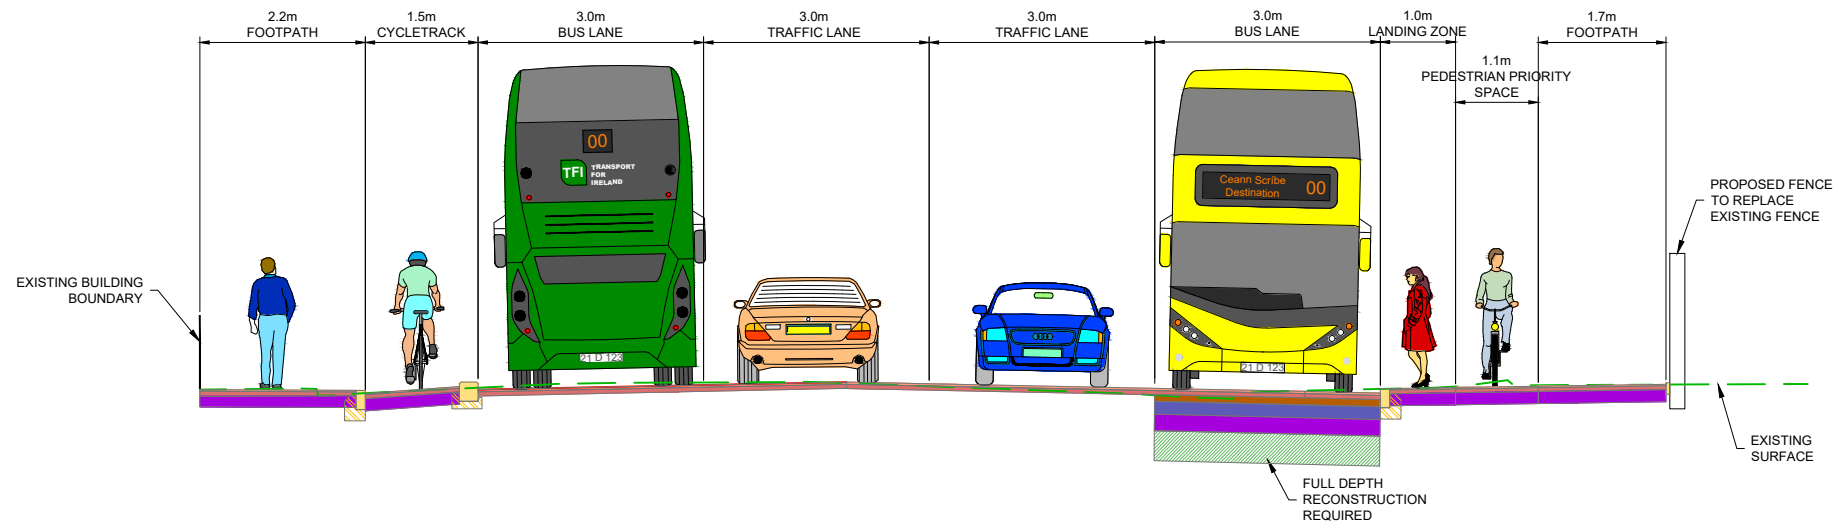 2.2m
FOOTPATH
1.5m
CYCLETRACK
3.0m
BUS LANE
3.0m
TRAFFIC LANE
3.0m
TRAFFIC LANE
3.0m
BUS LANE
1.0m
LANDING ZONE
1.7m
FOOTPATH
1.1m
PEDESTRIAN PRIORITY
SPACE
00
TFI
TRANSPORT
FOR
IRELAND
21 D 123
Ceann Scríbe
Destination
00
21 D 123
EXISTING BUILDING
BOUNDARY
PROPOSED FENCE
TO REPLACE
EXISTING FENCE
EXISTING
SURFACE
FULL DEPTH
RECONSTRUCTION
REQUIRED